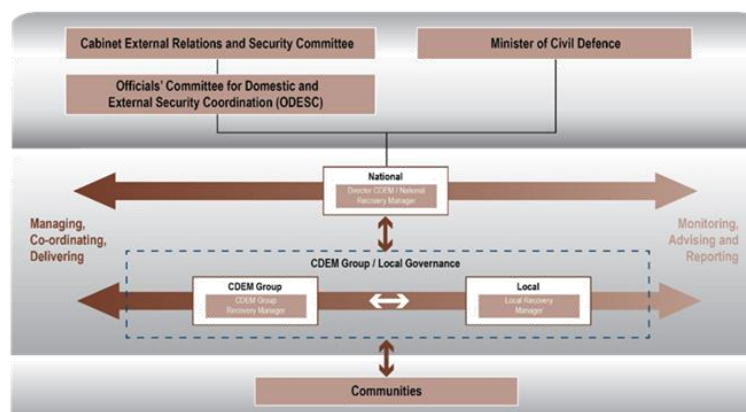 Cabinet External Relations and Security Committee
Minister of Civil Defence
Officials' Committee for Domestic and
External Security Coordination (ODESC)
National
Director CDEM / National
Recovery Manager
Managing,
Co-ordinating,
Delivering
Monitoring,
Advising and
Reporting
CDEM Group / Local Governance
CDEM Group
CDEM Group
Recovery Manager
Local
Local Recovery
Manager
Communities